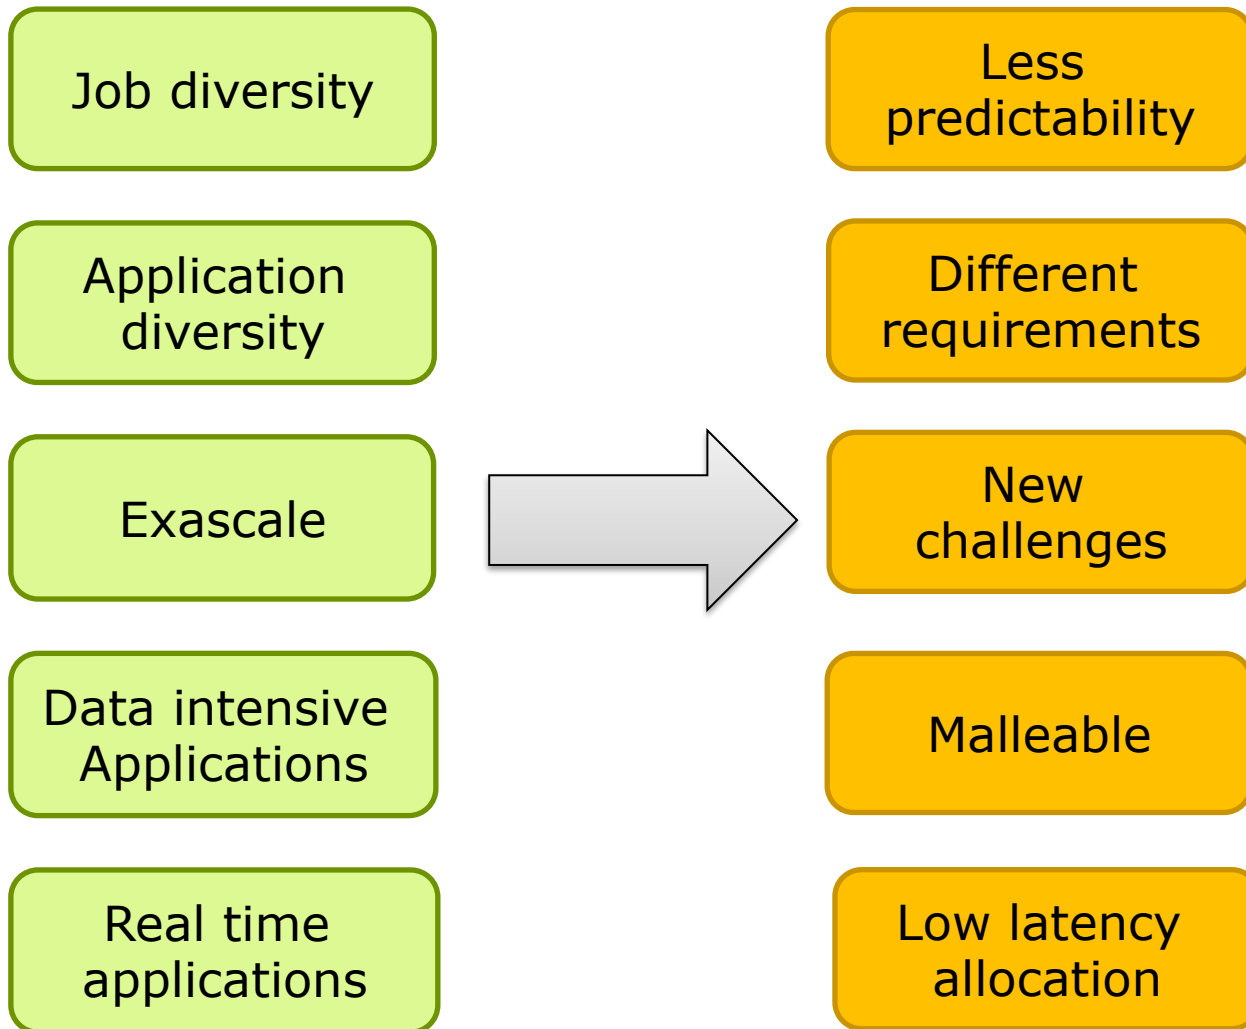 Job diversity
Less
predictability
Application
diversity
Different
requirements
Exascale
New
challenges
Data intensive
Applications
Malleable
Real time
applications
Low latency
allocation